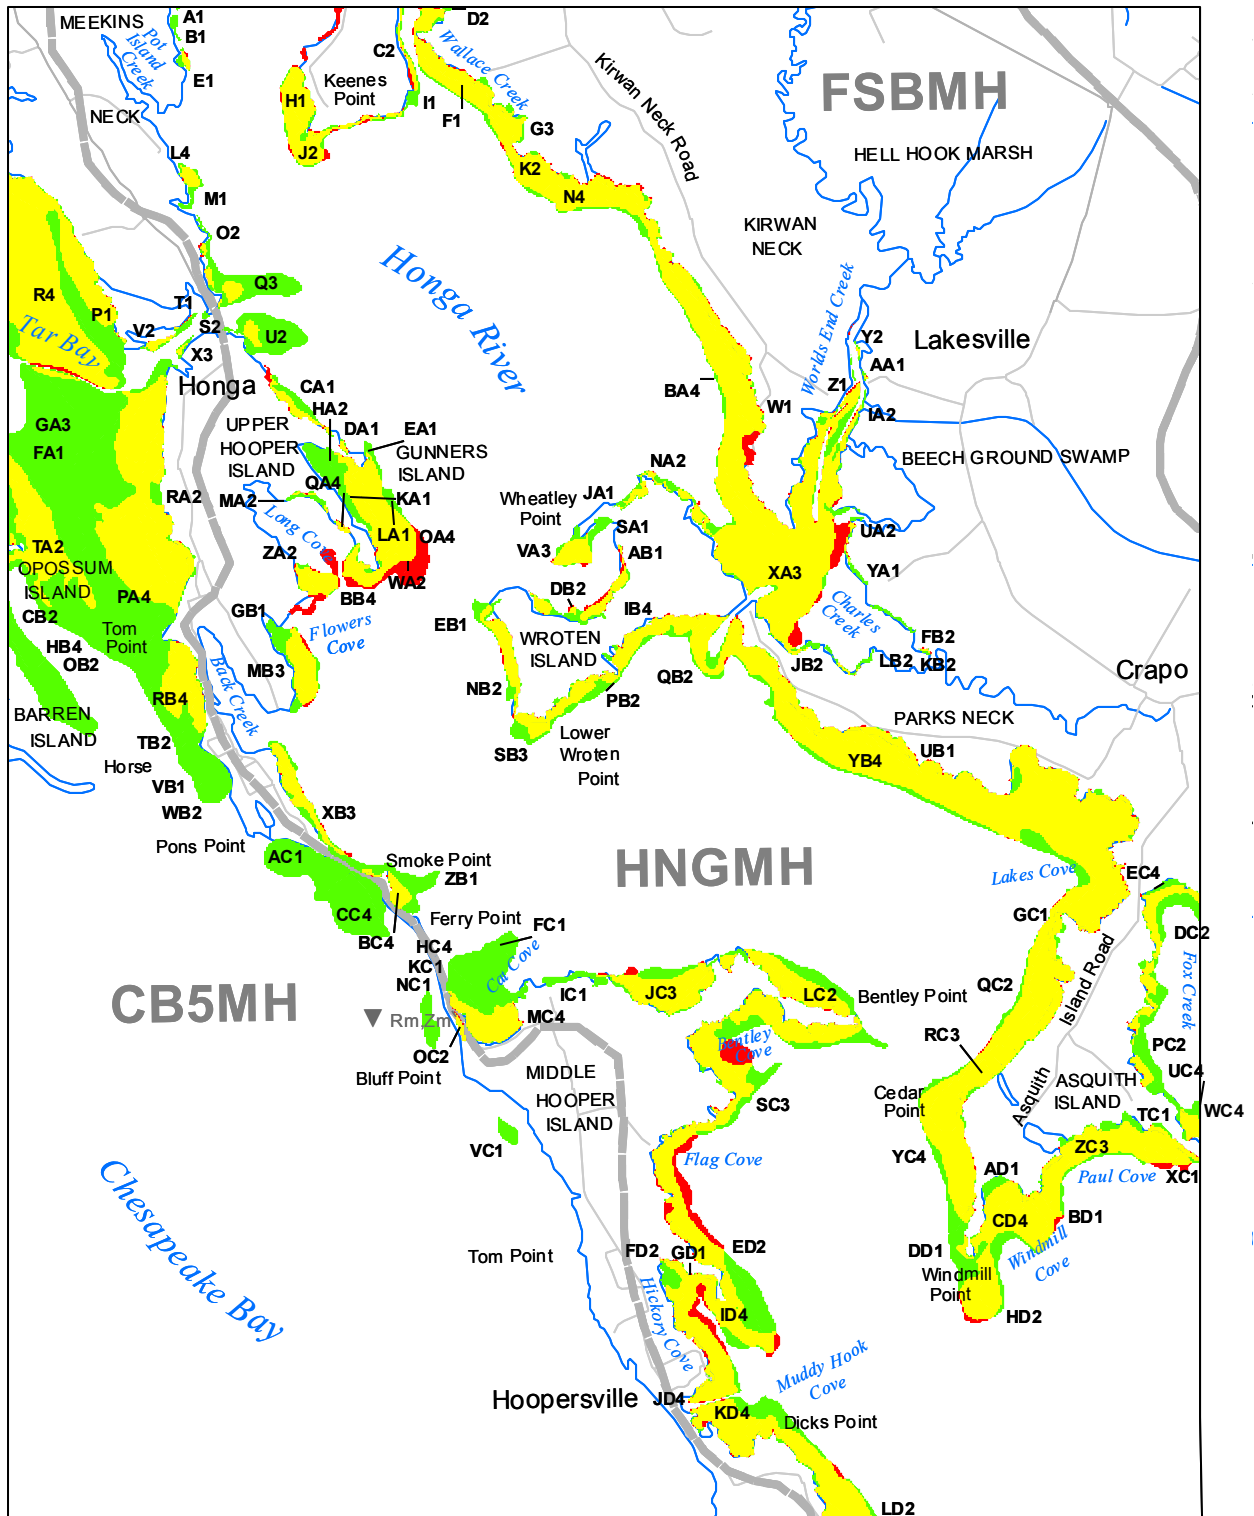 A1
D2
MEEKINS
B1
Pot
Island
Creek
C2
Wallace Creek
E1
Keenes
Point
H1
I1
F1
Kirwan Neck Road
FSBMH
NECK
G3
J2
HELL HOOK MARSH
L4
K2
M1
N4
KIRWAN
NECK
O2
Honga River
Q3
R4
T1
P1
Tar Bay
V2
S2
U2
Worlds End Creek
Y2
Lakesville
X3
AA1
Honga
CA1
BA4
Z1
HA2
W1
IA2
GA3
UPPER
HOOPER
ISLAND
DA1
EA1
GUNNERS
ISLAND
FA1
BEECH GROUND SWAMP
NA2
QA4
RA2
MA2
KA1
Wheatley
Point
JA1
Long Cove
LA1
OA4
SA1
UA2
TA2
ZA2
VA3
AB1
OPOSSUM
ISLAND
WA2
XA3
YA1
PA4
BB4
DB2
CB2
GB1
Flowers
Cove
EB1
IB4
Charles
Creek
Tom
Point
HB4
WROTEN
ISLAND
FB2
OB2
JB2
LB2
KB2
Back Creek
MB3
QB2
Crapo
RB4
NB2
PB2
BARREN
ISLAND
PARKS NECK
TB2
Lower
Wroten
Point
Horse
SB3
UB1
YB4
VB1
WB2
XB3
Pons Point
AC1
Smoke Point
HNGMH
ZB1
Lakes Cove
EC4
CC4
Ferry Point
FC1
GC1
BC4
HC4
DC2
KC1
Cat Cove
Fox Creek
NC1
QC2
Island Road
CB5MH
IC1
JC3
LC2
Bentley Point
Rm,Zm
MC4
RC3
OC2
Bentley
Cove
PC2
Bluff Point
MIDDLE
HOOPER
ISLAND
UC4
Cedar
Point
ASQUITH
ISLAND
SC3
Asquith
TC1
WC4
VC1
ZC3
YC4
Flag Cove
AD1
Paul Cove
XC1
Chesapeake Bay
CD4
BD1
Tom Point
FD2
GD1
ED2
DD1
Windmill
Cove
Windmill
Point
Hickory Cove
ID4
HD2
Muddy Hook
Cove
Hoopersville
JD4
KD4
Dicks Point
LD2